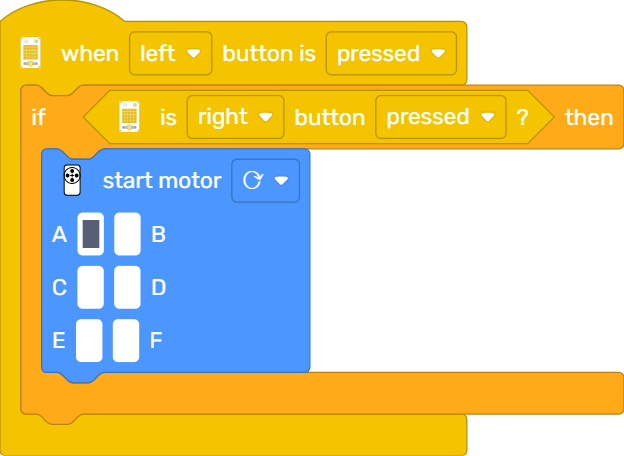 when left button is pressed
if is right button pressed ? then
start motor
A B
C D
E F